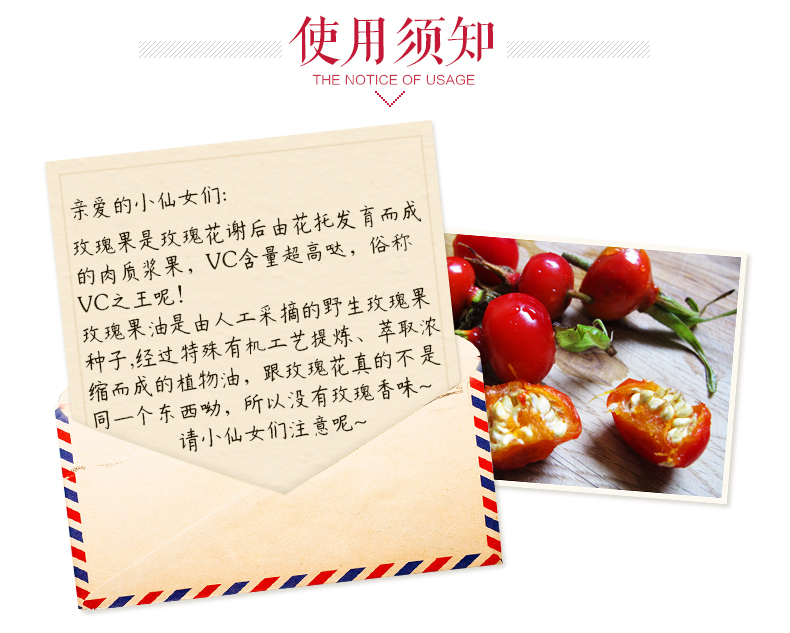 使用须知
THE NOTICE OF USAGE
亲爱的小仙女们:
玫瑰果是玫瑰花谢后由花托发育而成
的肉质浆果，VC含量超高哒，俗称
VC之王呢!
玫瑰果油是由人工采摘的野生玫瑰果
种子,经过特殊有机工艺提炼、萃取浓
缩而成的植物油，跟玫瑰花真的不是
同一个东西呦，所以没有玫瑰香味~
请小仙女们注意呢~